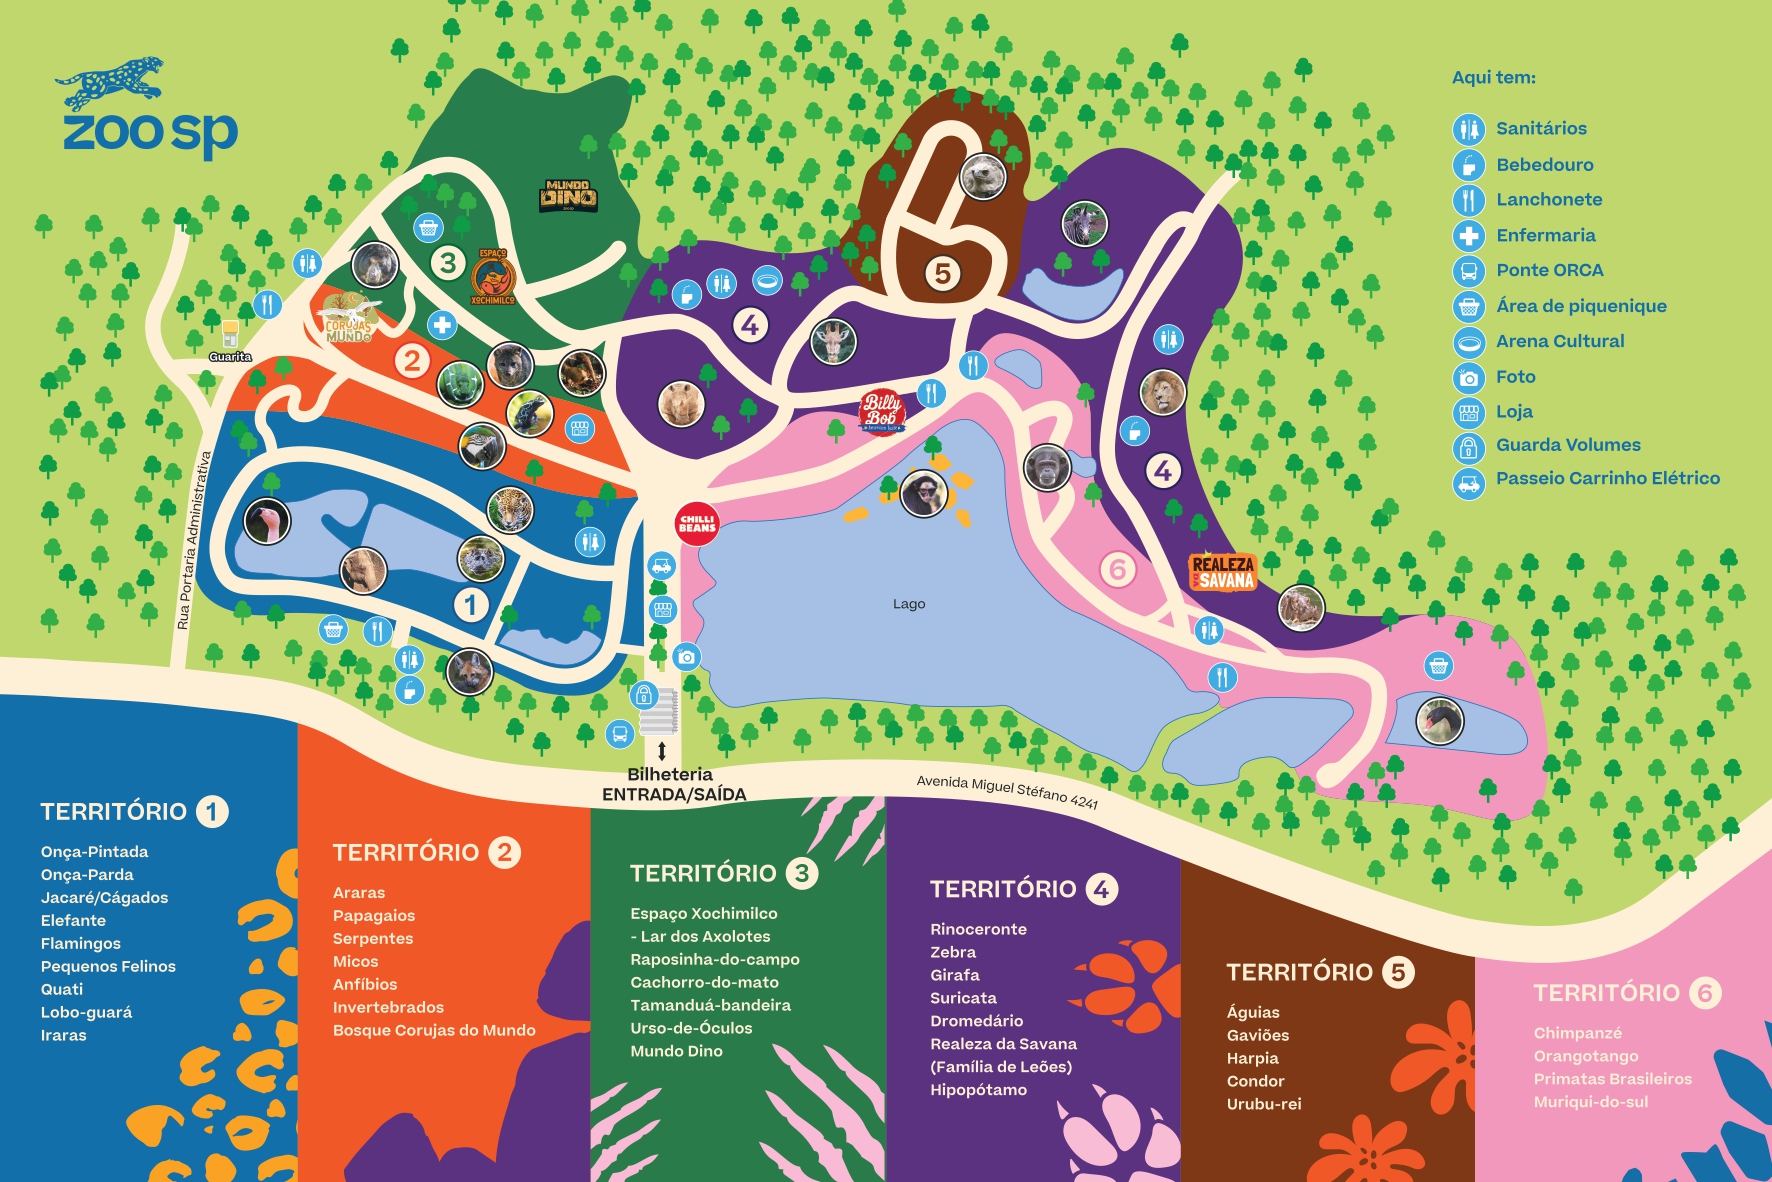 zoo sp
Aqui tem:
Sanitários
Bebedouro
Lanchonete
Enfermaria
Ponte ORCA
Área de piquenique
Arena Cultural
Foto
Loja
Guarda Volumes
Passeio Carrinho Elétrico
MUNDO
DINO
ESPAÇO
XOCHIMILCO
3
5
4
CORUJAS
DO
MUNDO
Guarita
2
Billy
Bob
4
CHILLI
BEANS
Rua Portaria Administrativa
6
REALEZA
DA
SAVANA
1
Lago
Bilheteria
ENTRADA/SAÍDA
Avenida Miguel Stéfano 4241
TERRITÓRIO 1
Onça-Pintada
Onça-Parda
Jacaré/Cágados
Elefante
Flamingos
Pequenos Felinos
Quati
Lobo-guará
Iraras
TERRITÓRIO 2
Araras
Papagaios
Serpentes
Micos
Anfíbios
Invertebrados
Bosque Corujas do Mundo
TERRITÓRIO 3
Espaço Xochimilco
- Lar dos Axolotes
Raposinha-do-campo
Cachorro-do-mato
Tamanduá-bandeira
Urso-de-Óculos
Mundo Dino
TERRITÓRIO 4
Rinoceronte
Zebra
Girafa
Suricata
Dromedário
Realeza da Savana
(Família de Leões)
Hipopótamo
TERRITÓRIO 5
Águias
Gaviões
Harpia
Condor
Urubu-rei
TERRITÓRIO 6
Chimpanzé
Orangotango
Primatas Brasileiros
Muriqui-do-sul